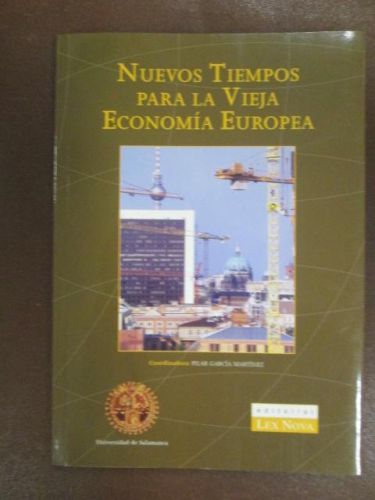 NUEVOS TIEMPOS
PARA LA VIEJA
ECONOMÍA EUROPEA
Coordinadora PILAR GARCÍA MARTÍNEZ
Universidad de Salamanca
editorial
LEX NOVA